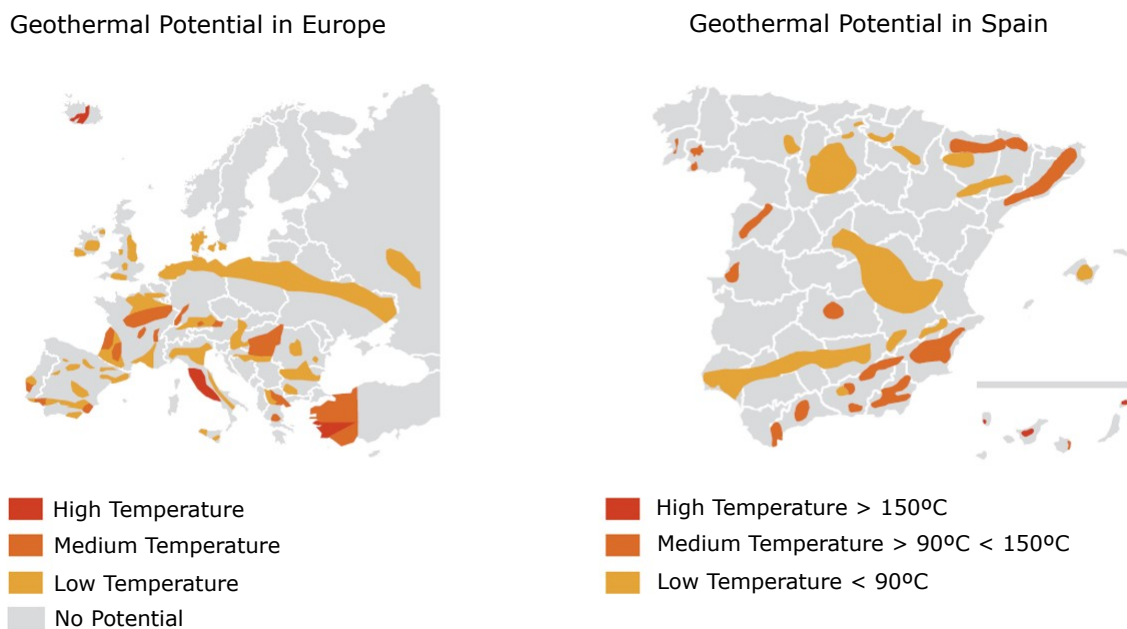 Geothermal Potential in Europe
Geothermal Potential in Spain
High Temperature
Medium Temperature
Low Temperature
No Potential
High Temperature > 150ºC
Medium Temperature > 90ºC < 150ºC
Low Temperature < 90ºC